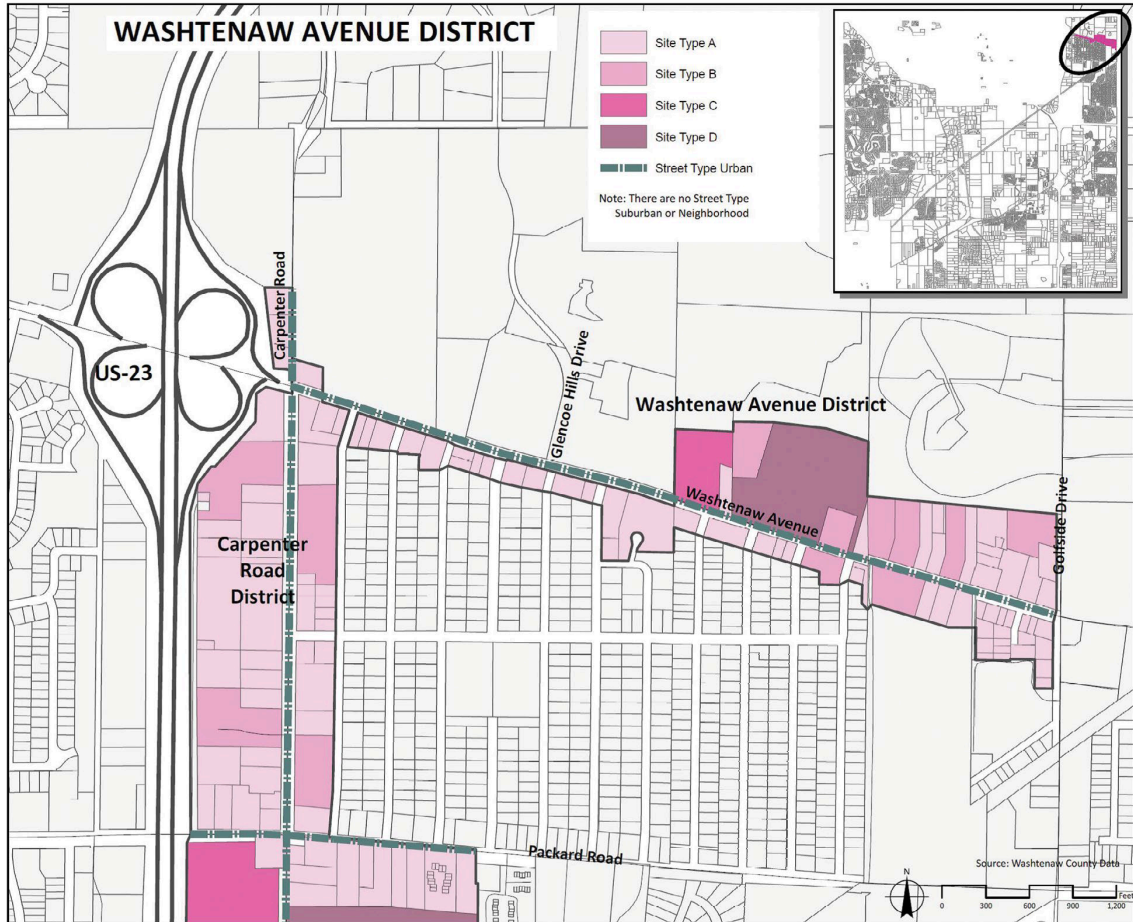 WASHTENAW AVENUE DISTRICT
Site Type A
Site Type B
Site Type C
Site Type D
Street Type Urban
Note: There are no Street Type
Suburban or Neighborhood
Carpenter Road
US-23
Glencoe Hills Drive
Washtenaw Avenue District
Washtenaw Avenue
Golfside Drive
Carpenter
Road
District
Packard Road
Source: Washtenaw County Data
N
Feet
0 300 600 900 1,200